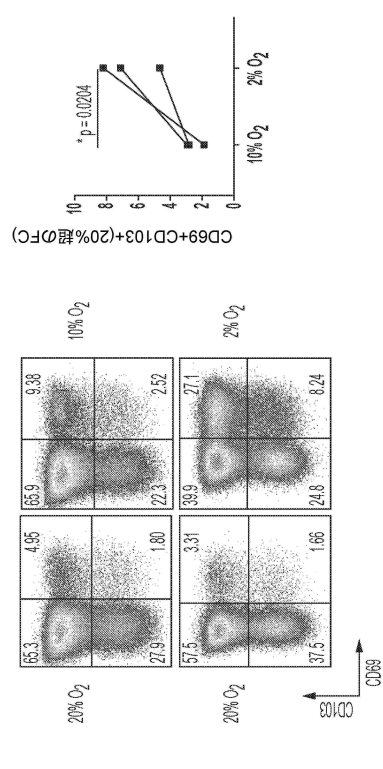 20% O2
65.3
4.95
27.9
1.80
65.9
9.38
22.3
2.52
10% O2
20% O2
57.5
3.31
37.5
1.66
39.9
27.1
24.8
8.24
2% O2
CD103
CD69
CD69+CD103+(20%超のFC)
10
8
6
4
2
0
* p = 0.0204
10% O2
2% O2